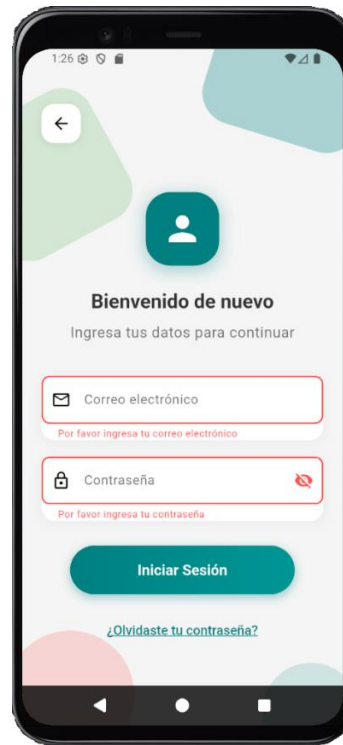 1:26
Bienvenido de nuevo
Ingresa tus datos para continuar
Correo electrónico
Por favor ingresa tu correo electrónico
Contraseña
Por favor ingresa tu contraseña
Iniciar Sesión
¿Olvidaste tu contraseña?